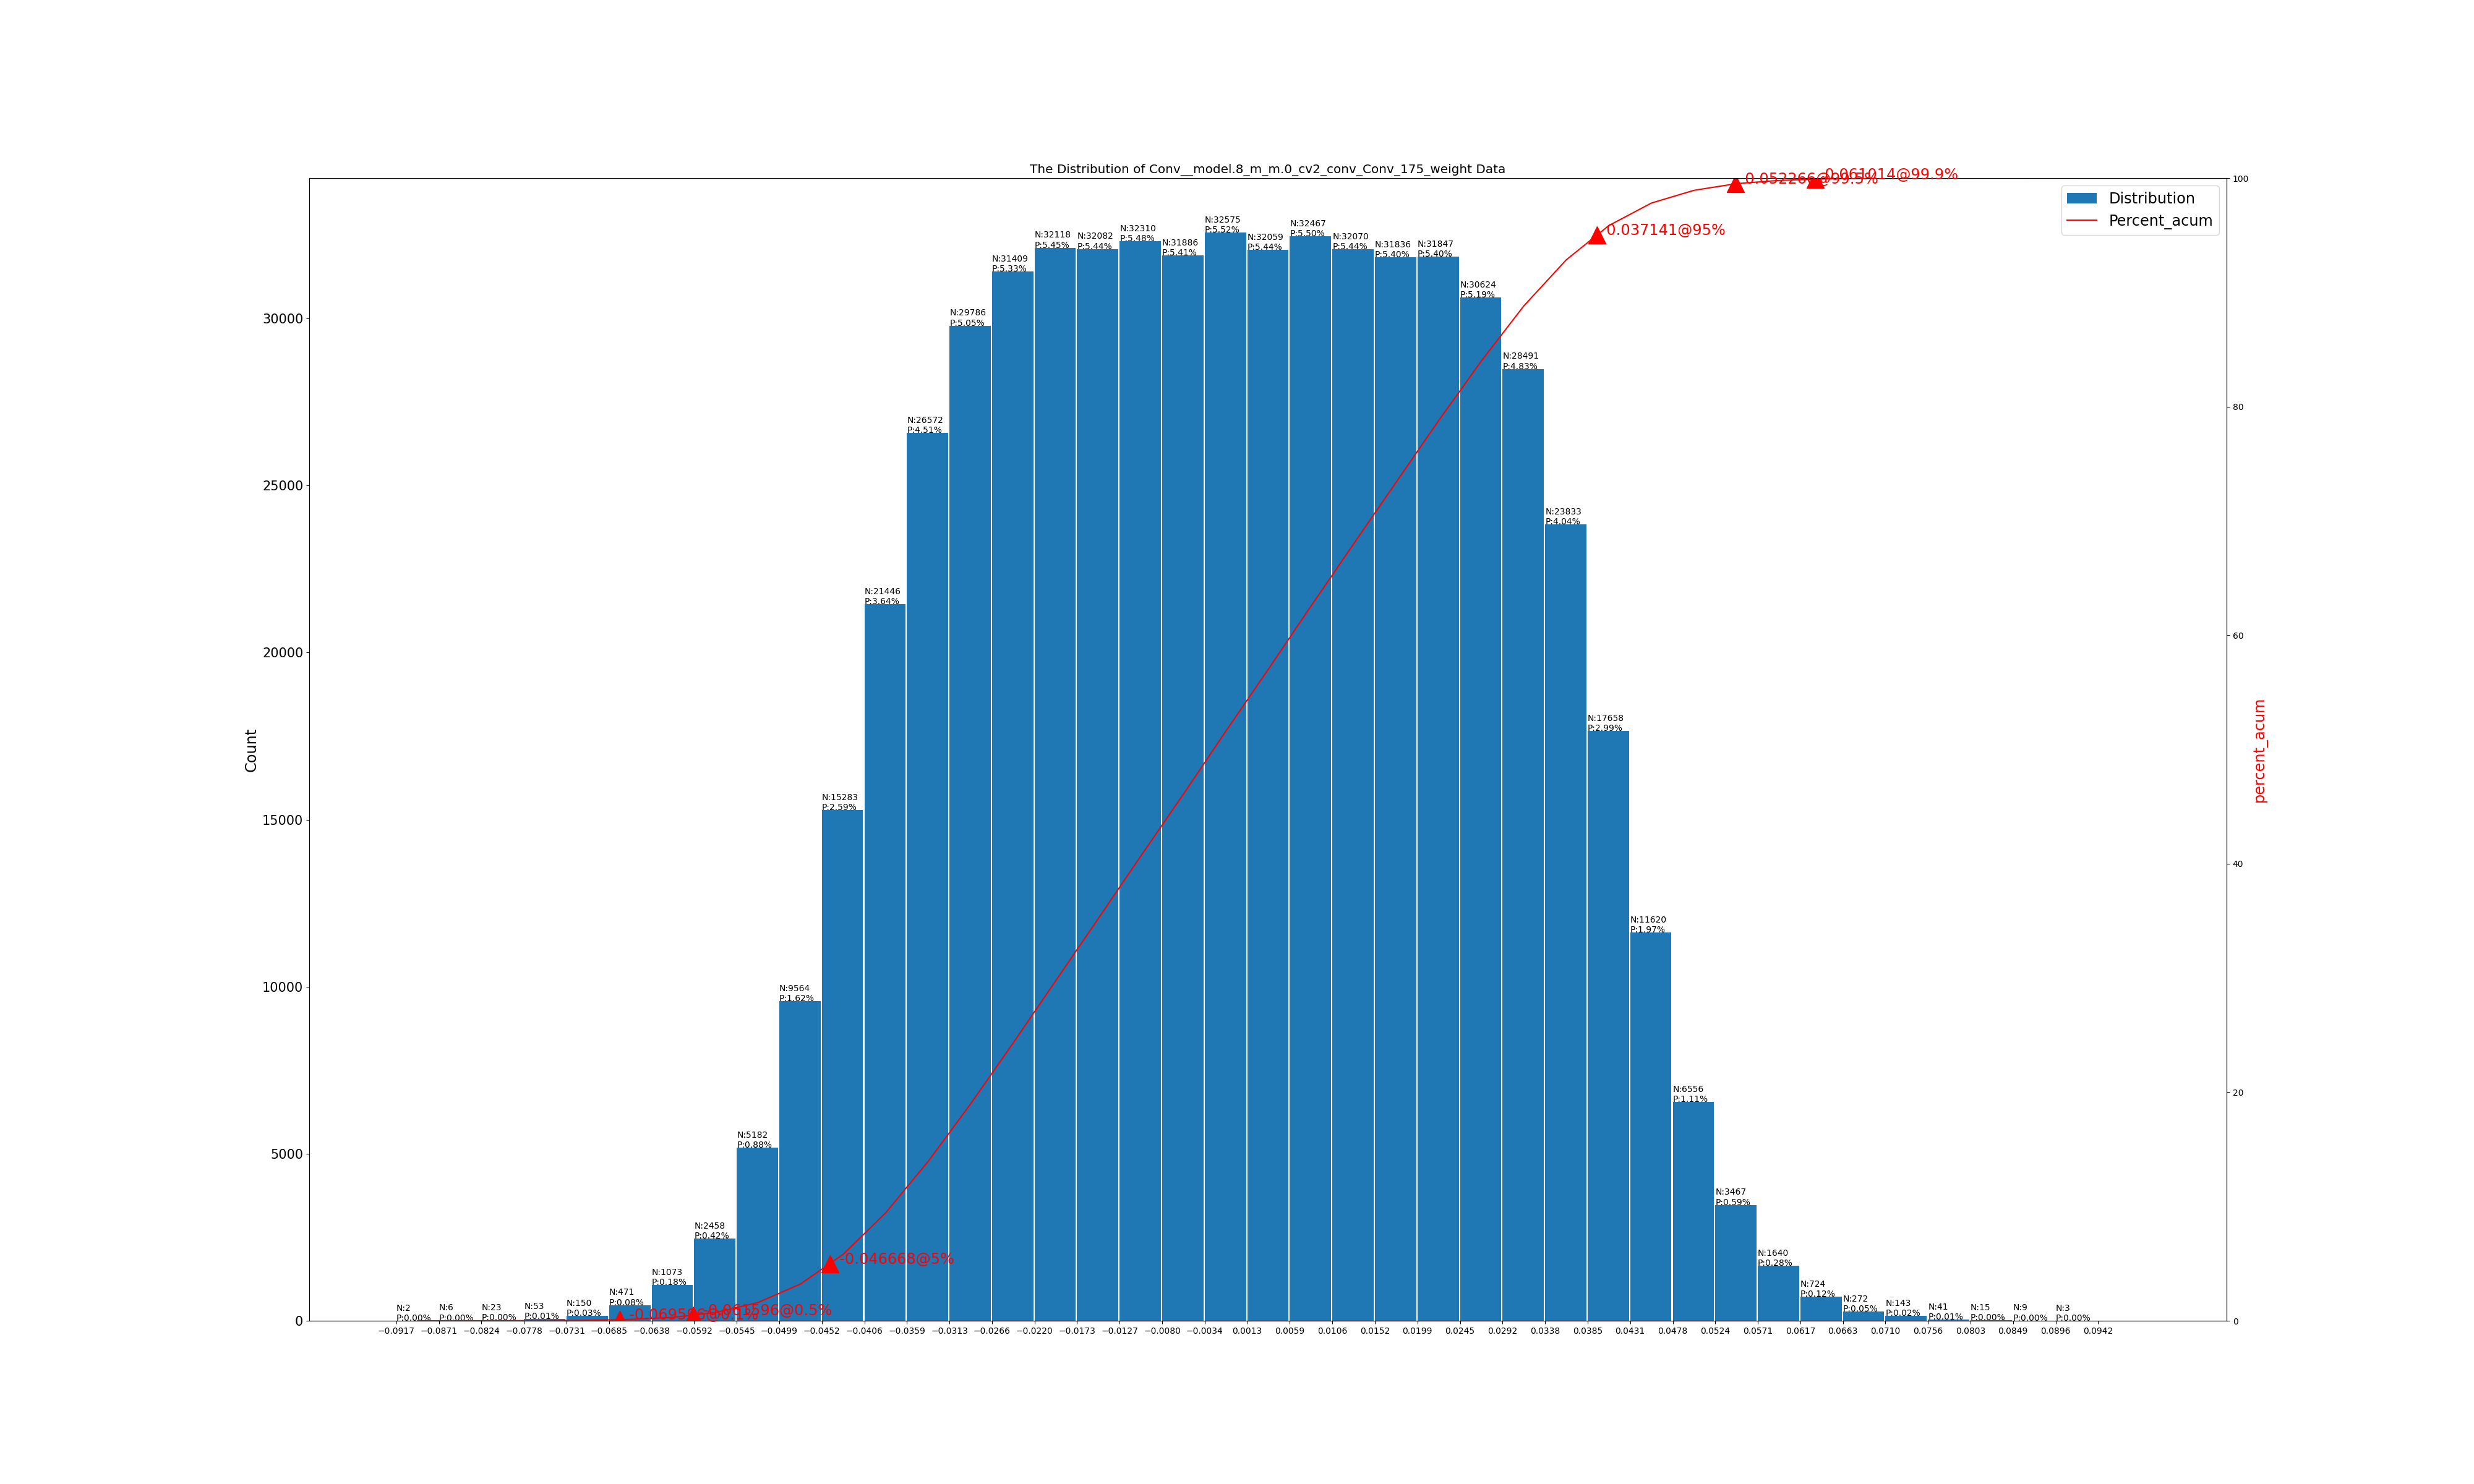 The Distribution of Conv__model.8_m_m.0_cv2_conv_Conv_175_weight Data
Distribution
Percent_acum
Count
percent_acum
30000
25000
20000
15000
10000
5000
0
100
80
60
40
20
0
N:2
P:0.00%
N:6
P:0.00%
N:23
P:0.00%
N:53
P:0.01%
N:150
P:0.03%
N:471
P:0.08%
N:1073
P:0.18%
N:2458
P:0.42%
N:5182
P:0.88%
N:9564
P:1.62%
N:15283
P:2.59%
N:21446
P:3.64%
N:26572
P:4.51%
N:29786
P:5.05%
N:31409
P:5.33%
N:32118
P:5.45%
N:32082
P:5.44%
N:32310
P:5.48%
N:31886
P:5.41%
N:32575
P:5.52%
N:32059
P:5.44%
N:32467
P:5.50%
N:32070
P:5.44%
N:31836
P:5.40%
N:31847
P:5.40%
N:30624
P:5.19%
N:28491
P:4.83%
N:23833
P:4.04%
N:17658
P:2.99%
N:11620
P:1.97%
N:6556
P:1.11%
N:3467
P:0.59%
N:1640
P:0.28%
N:724
P:0.12%
N:272
P:0.05%
N:143
P:0.02%
N:41
P:0.01%
N:15
P:0.00%
N:9
P:0.00%
N:3
P:0.00%
-0.061596@0.5%
-0.046668@5%
0.037141@95%
0.052266@99.5%
0.061014@99.9%
−0.0917 −0.0871 −0.0824 −0.0778 −0.0731 −0.0685 −0.0638 −0.0592 −0.0545 −0.0499 −0.0452 −0.0406 −0.0359 −0.0313 −0.0266 −0.0220 −0.0173 −0.0127 −0.0080 −0.0034 0.0013 0.0059 0.0106 0.0152 0.0199 0.0245 0.0292 0.0338 0.0385 0.0431 0.0478 0.0524 0.0571 0.0617 0.0663 0.0710 0.0756 0.0803 0.0849 0.0896 0.0942